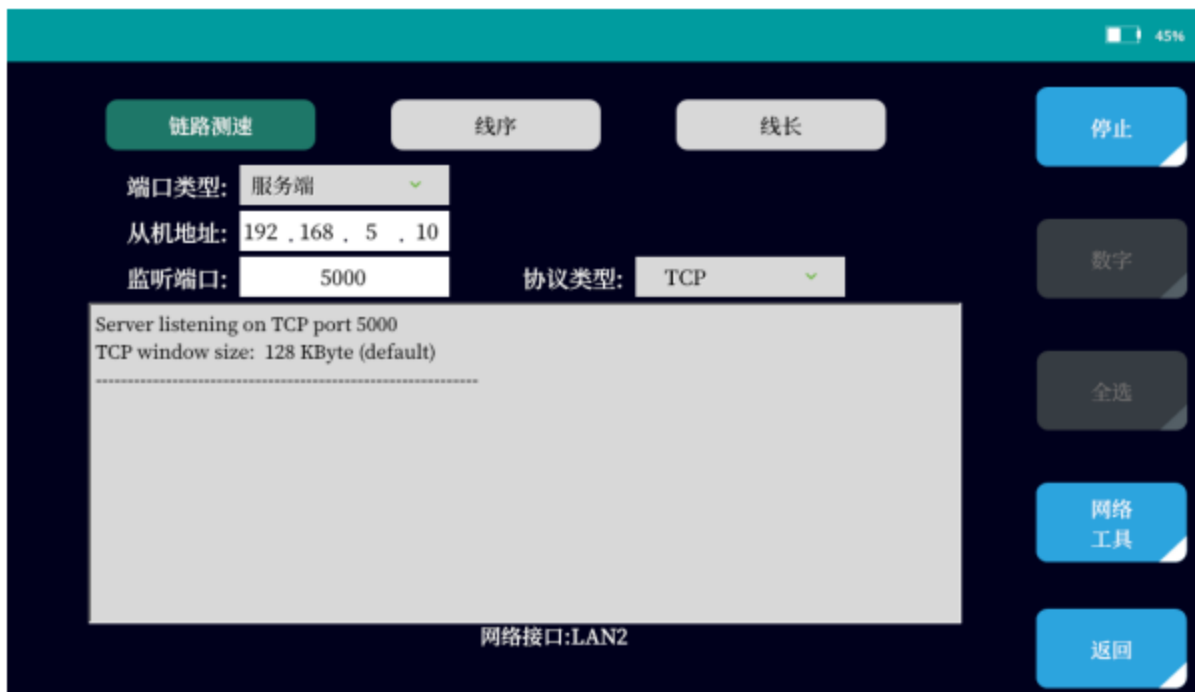 45%
链路测速 线序 线长 停止
端口类型: 服务端
从机地址: 192 . 168 . 5 . 10
监听端口: 5000 协议类型: TCP
数字
Server listening on TCP port 5000
TCP window size: 128 KByte (default)
------------------------------------------------------------
全选
网络
工具
网络接口:LAN2
返回